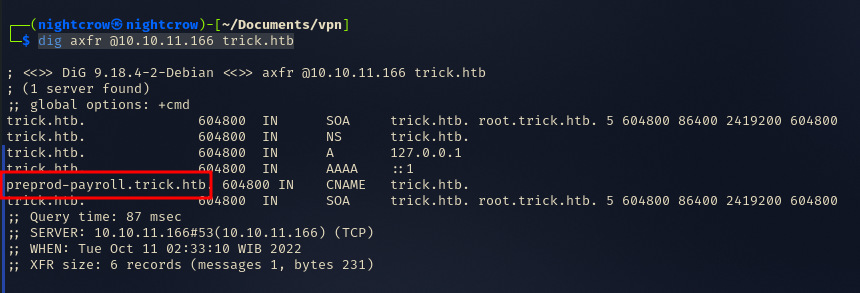 ┌──(nightcrow㉿nightcrow)-[~/Documents/vpn]
└─$ dig axfr @10.10.11.166 trick.htb
; <<>> DiG 9.18.4-2-Debian <<>> axfr @10.10.11.166 trick.htb
; (1 server found)
;; global options: +cmd
trick.htb. 604800 IN SOA trick.htb. root.trick.htb. 5 604800 86400 2419200 604800
trick.htb. 604800 IN NS trick.htb.
trick.htb. 604800 IN A 127.0.0.1
trick.htb. 604800 IN AAAA ::1
preprod-payroll.trick.htb. 604800 IN CNAME trick.htb.
trick.htb. 604800 IN SOA trick.htb. root.trick.htb. 5 604800 86400 2419200 604800
;; Query time: 87 msec
;; SERVER: 10.10.11.166#53(10.10.11.166) (TCP)
;; WHEN: Tue Oct 11 02:33:10 WIB 2022
;; XFR size: 6 records (messages 1, bytes 231)